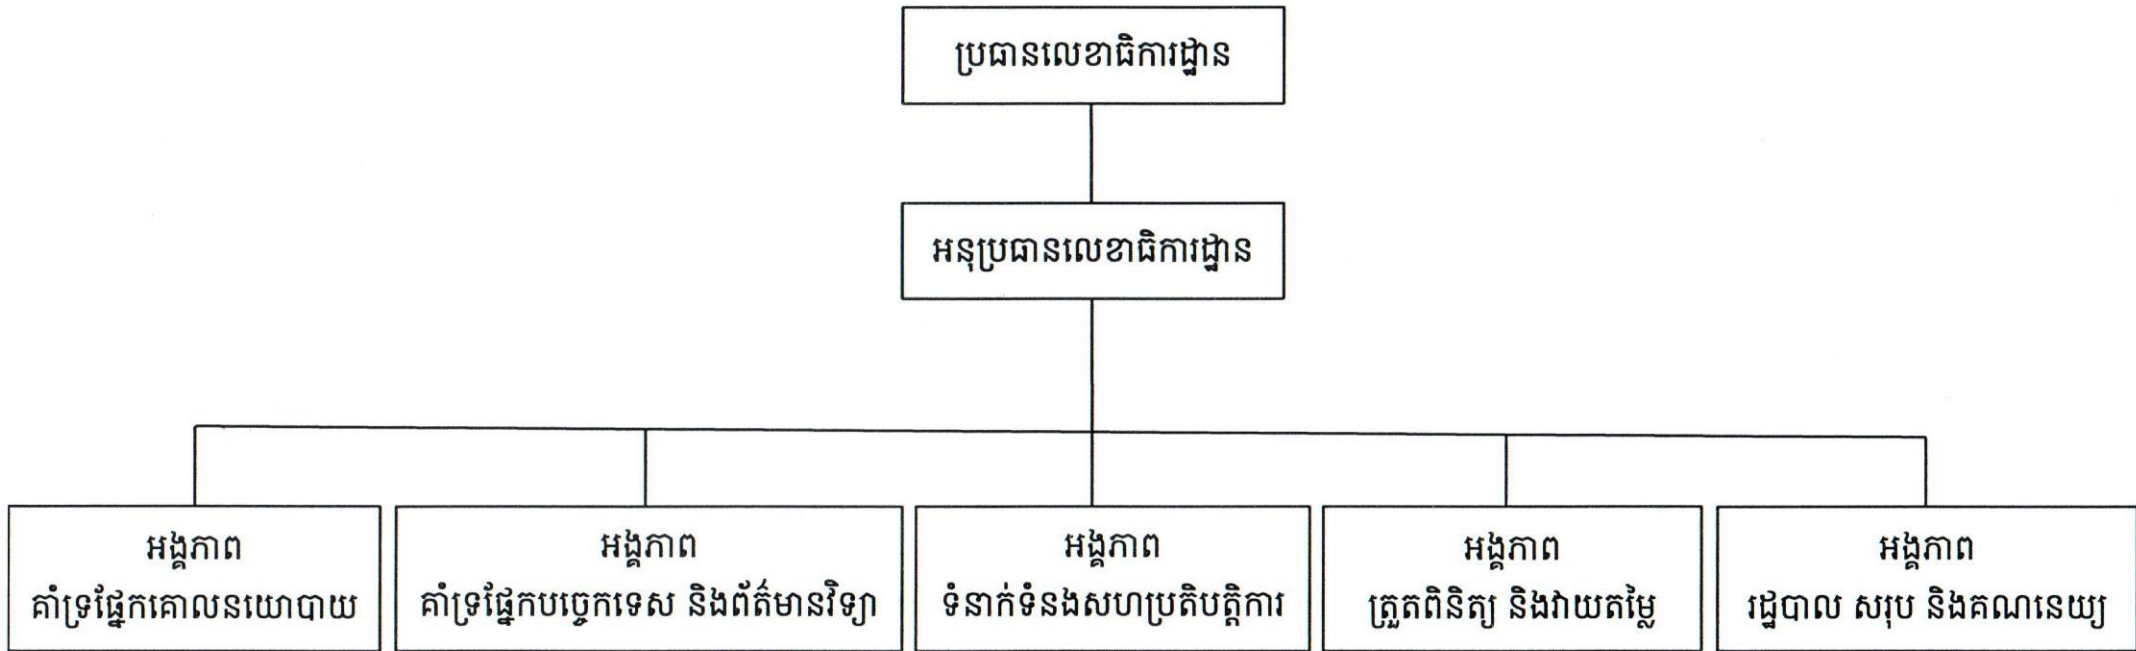 ប្រធានលេខាធិការដ្ឋាន
អនុប្រធានលេខាធិការដ្ឋាន
អង្គភាព
គាំទ្រផ្នែកគោលនយោបាយ
អង្គភាព
គាំទ្រផ្នែកបច្ចេកទេស និងព័ត៌មានវិទ្យា
អង្គភាព
ទំនាក់ទំនងសហប្រតិបត្តិការ
អង្គភាព
ត្រួតពិនិត្យ និងវាយតម្លៃ
អង្គភាព
រដ្ឋបាល សរុប និងគណនេយ្យ